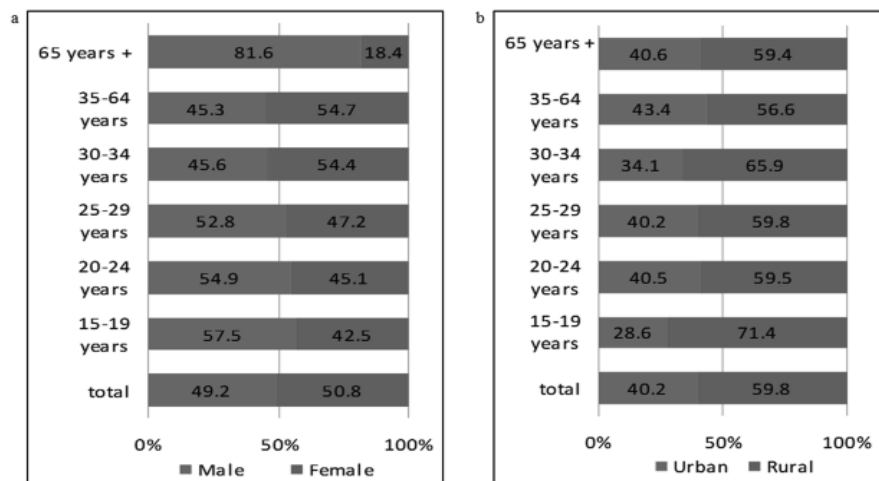 a
65 years +
81.6 18.4
35-64
years
45.3 54.7
30-34
years
45.6 54.4
25-29
years
52.8 47.2
20-24
years
54.9 45.1
15-19
years
57.5 42.5
total
49.2 50.8
0% 50% 100%
Male Female
b
65 years +
40.6 59.4
35-64
years
43.4 56.6
30-34
years
34.1 65.9
25-29
years
40.2 59.8
20-24
years
40.5 59.5
15-19
years
28.6 71.4
total
40.2 59.8
0% 50% 100%
Urban Rural